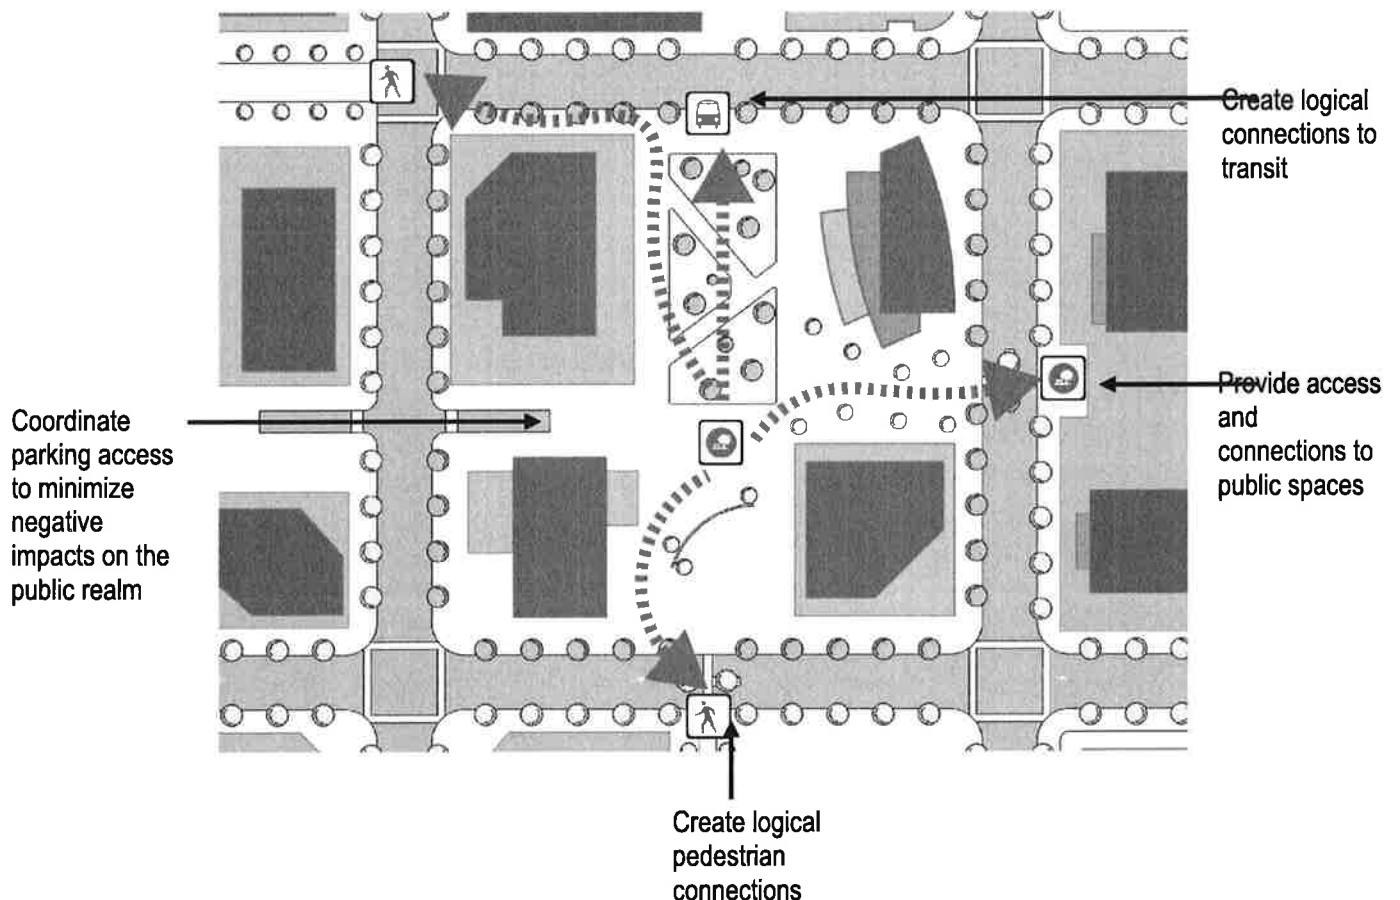 Create logical
connections to
transit
Provide access
and
connections to
public spaces
Coordinate
parking access
to minimize
negative
impacts on the
public realm
Create logical
pedestrian
connections